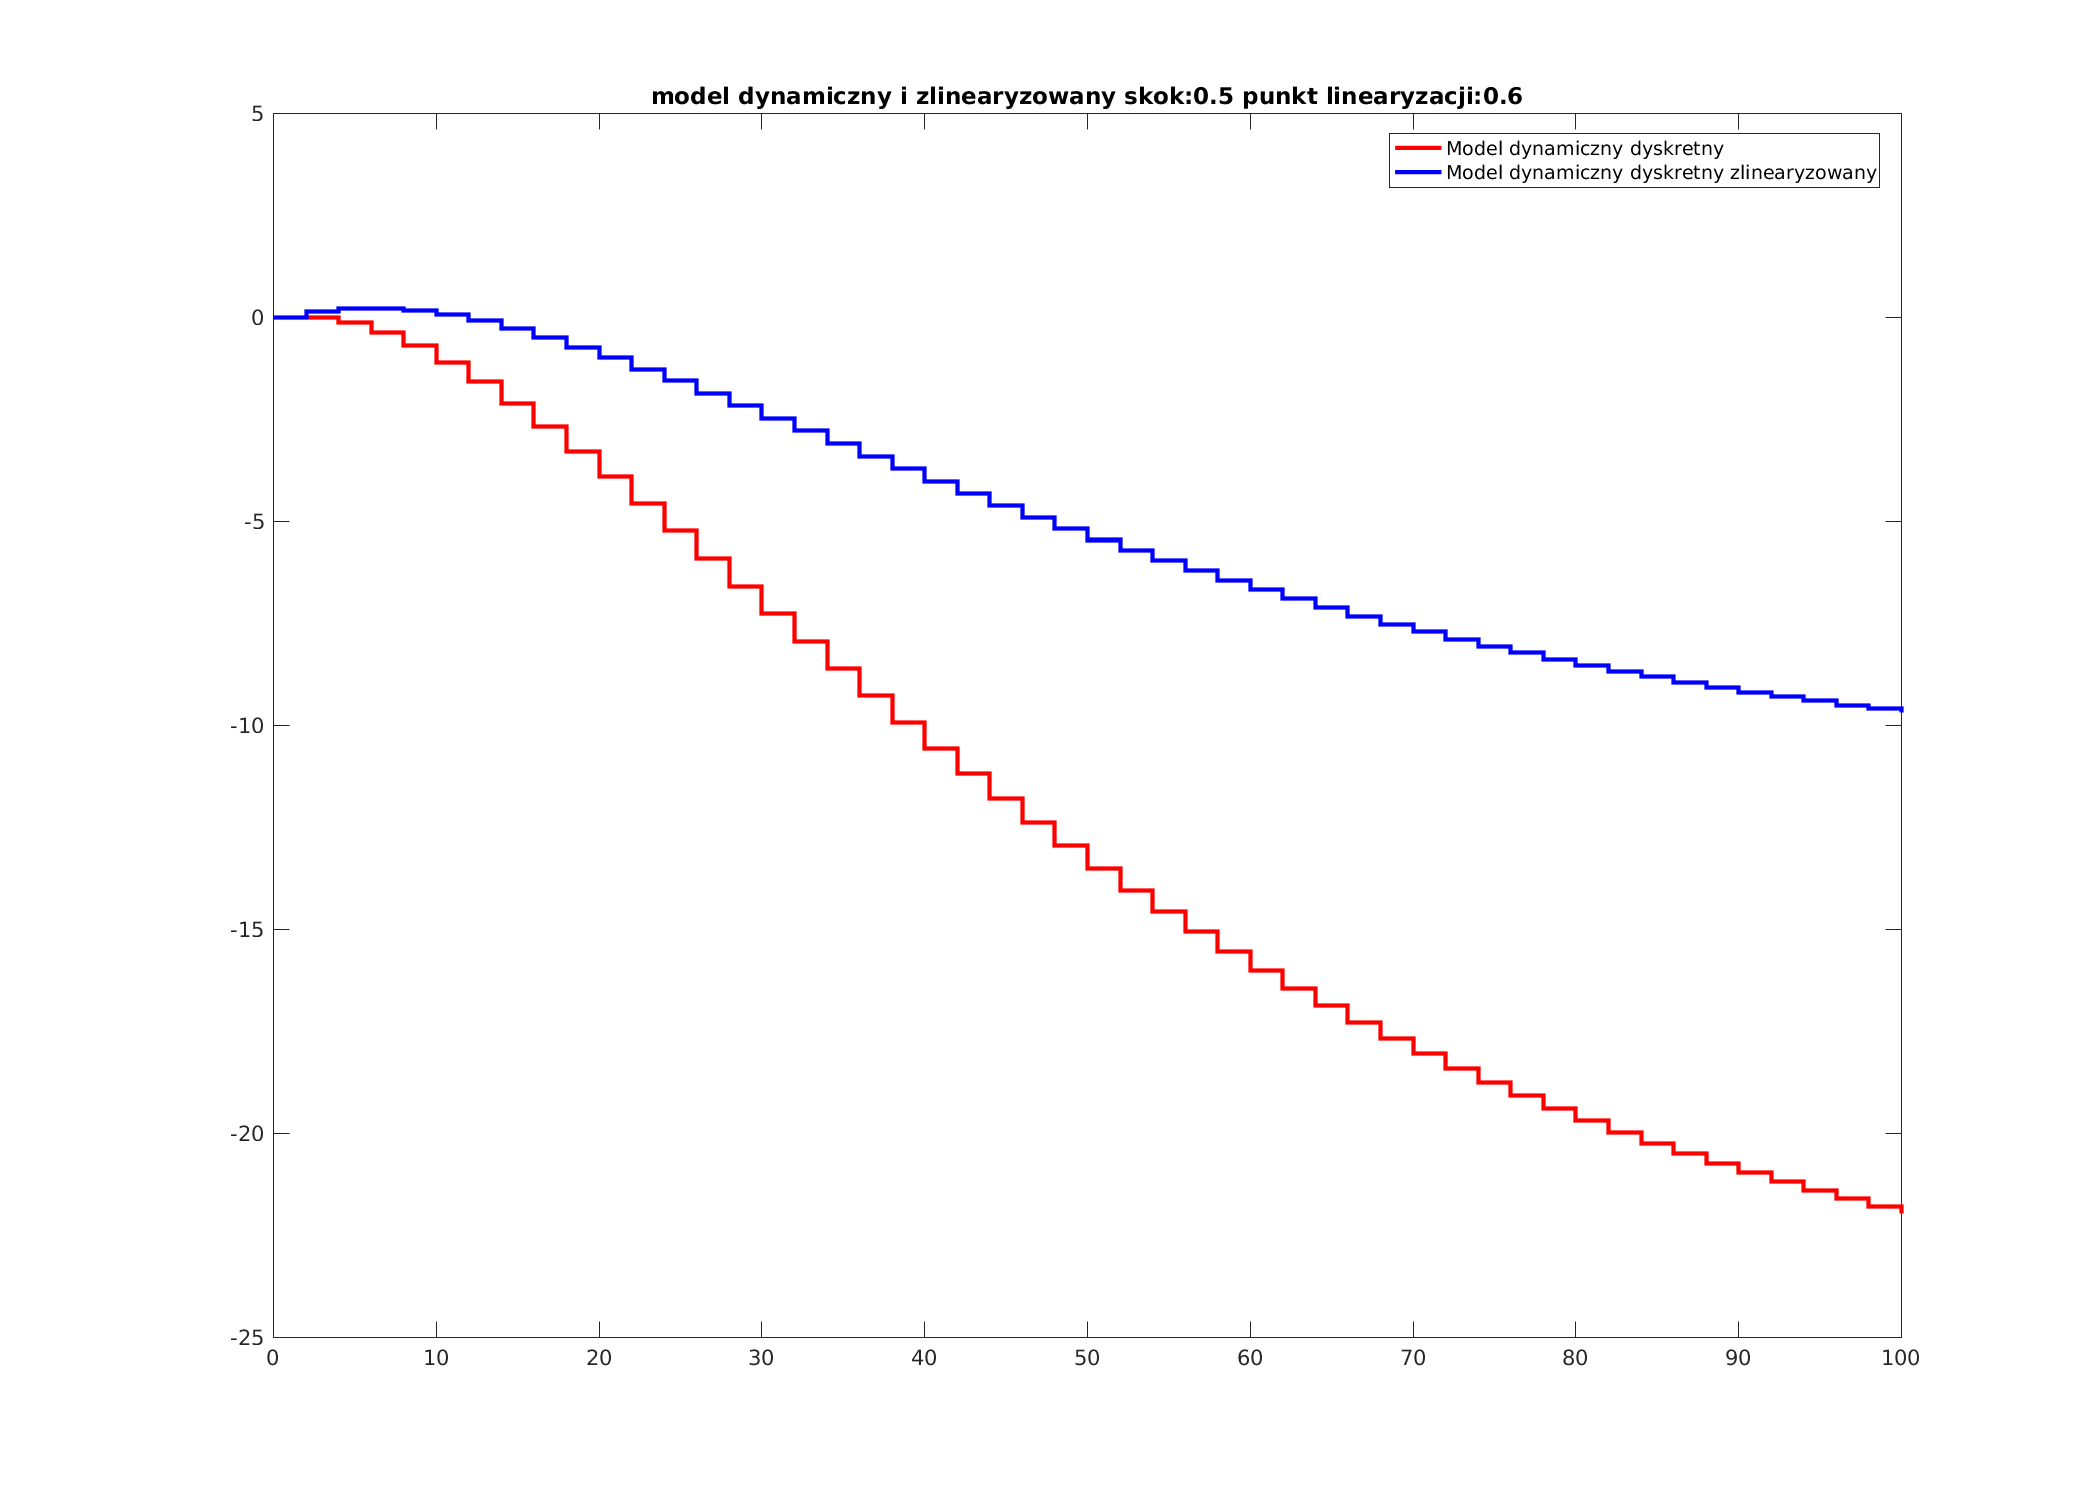 model dynamiczny i zlinearyzowany skok:0.5 punkt linearyzacji:0.6
Model dynamiczny dyskretny
Model dynamiczny dyskretny zlinearyzowany
5
0
-5
-10
-15
-20
-25
0 10 20 30 40 50 60 70 80 90 100